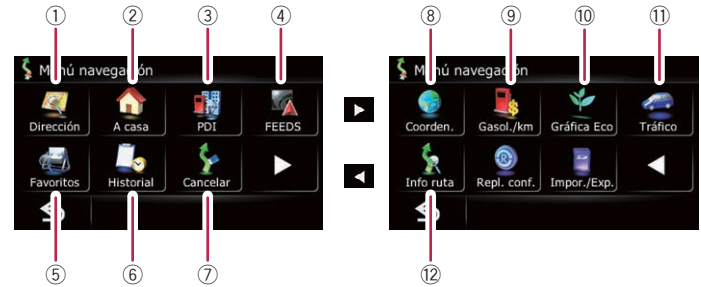 ① ② ③ ④ ⑧ ⑨ ⑩ ⑪
Menú navegación
Dirección A casa PDI FEEDS
Favoritos Historial Cancelar
Menú navegación
Coorden. Gasol./km Gráfica Eco Tráfico
Info ruta Repl. conf. Impor./Exp.
⑤ ⑥ ⑦ ⑫